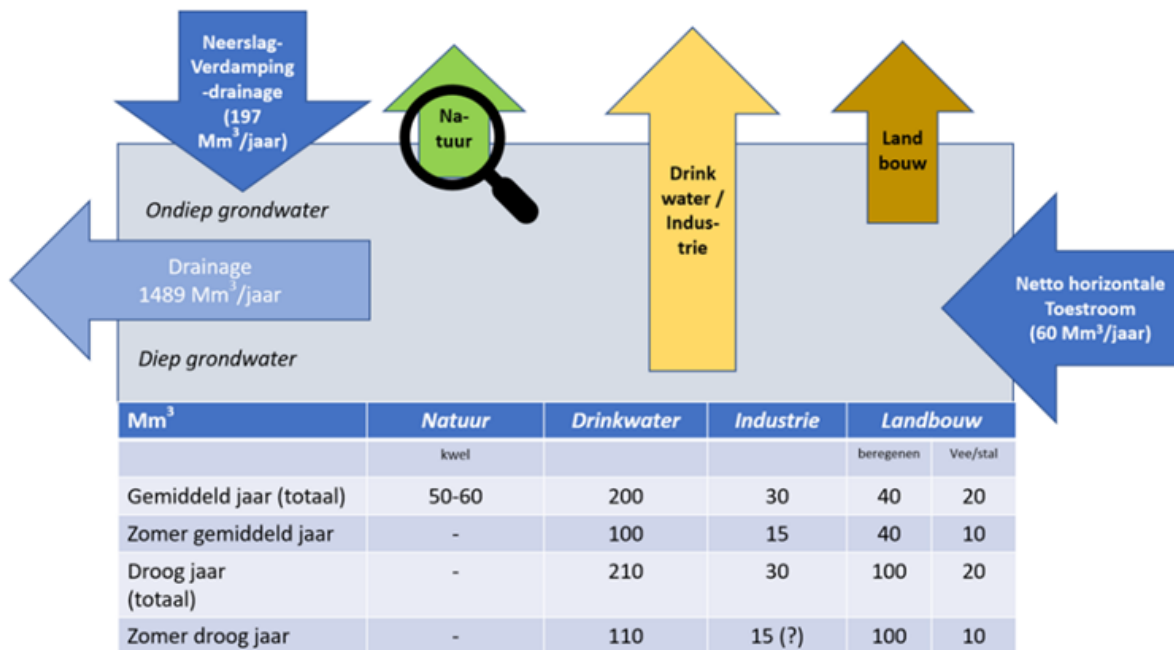 Neerslag-
Verdamping
-drainage
(197
Mm³/jaar)
Na-
tuur
Drink
water /
Indus-
trie
Land
bouw
Ondiep grondwater
Drainage
1489 Mm³/jaar
Diep grondwater
Netto horizontale
Toestroom
(60 Mm³/jaar)
Mm³ Natuur Drinkwater Industrie Landbouw
kwel beregenen Vee/stal
Gemiddeld jaar (totaal) 50-60 200 30 40 20
Zomer gemiddeld jaar - 100 15 40 10
Droog jaar
(totaal) - 210 30 100 20
Zomer droog jaar - 110 15 (?) 100 10